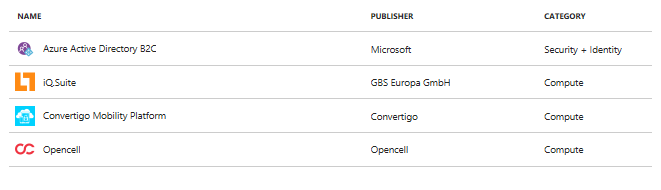 NAME PUBLISHER CATEGORY
Azure Active Directory B2C Microsoft Security + Identity
iQ.Suite GBS Europa GmbH Compute
Convertigo Mobility Platform Convertigo Compute
Opencell Opencell Compute